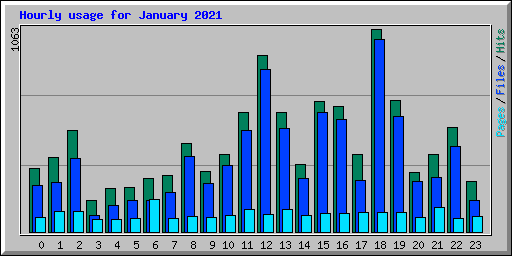 Hourly usage for January 2021
1063
Pages/Files/Hits
0 1 2 3 4 5 6 7 8 9 10 11 12 13 14 15 16 17 18 19 20 21 22 23